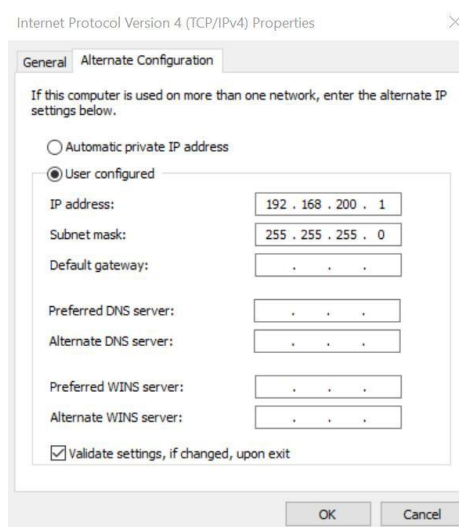 Internet Protocol Version 4 (TCP/IPv4) Properties
General Alternate Configuration
If this computer is used on more than one network, enter the alternate IP
settings below.
Automatic private IP address
User configured
IP address: 192 . 168 . 200 . 1
Subnet mask: 255 . 255 . 255 . 0
Default gateway: . . .
Preferred DNS server: . . .
Alternate DNS server: . . .
Preferred WINS server: . . .
Alternate WINS server: . . .
Validate settings, if changed, upon exit
OK Cancel